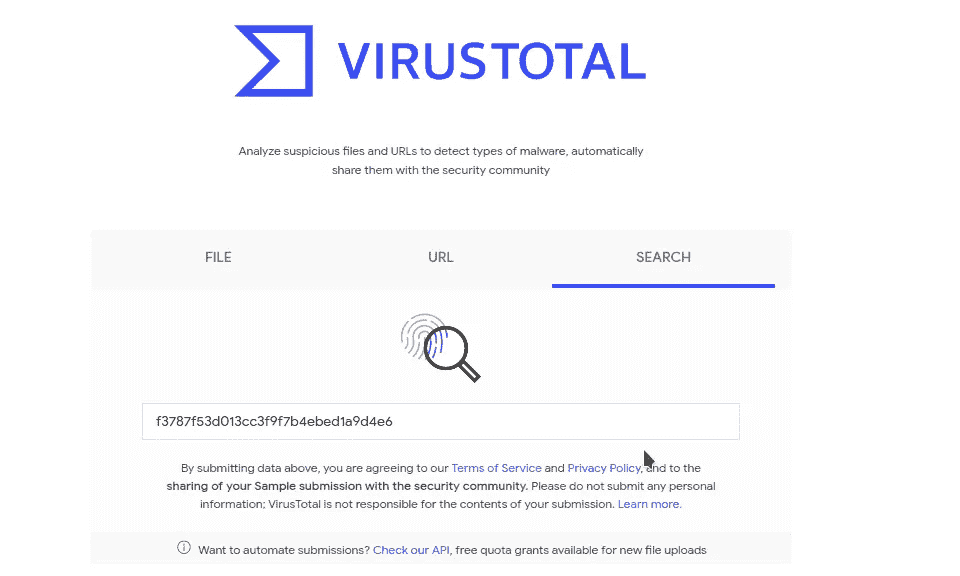 VIRUSTOTAL
Analyze suspicious files and URLs to detect types of malware, automatically
share them with the security community
FILE URL SEARCH
f3787f53d013cc3f9f7b4ebed1a9d4e6
By submitting data above, you are agreeing to our Terms of Service and Privacy Policy, and to the
sharing of your Sample submission with the security community. Please do not submit any personal
information; VirusTotal is not responsible for the contents of your submission. Learn more.
Want to automate submissions? Check our API, free quota grants available for new file uploads